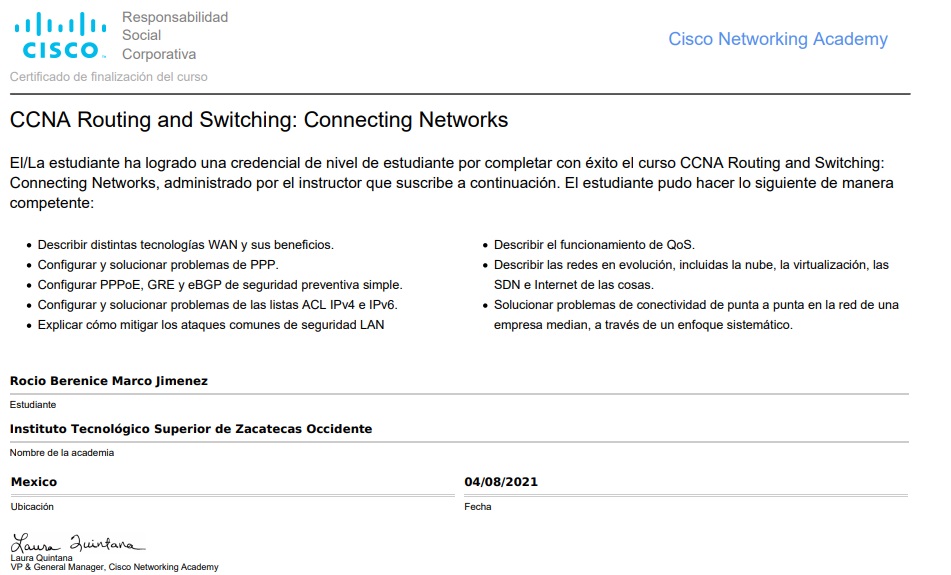 CISCO
Responsabilidad
Social
Corporativa
Cisco Networking Academy
Certificado de finalización del curso
CCNA Routing and Switching: Connecting Networks
El/La estudiante ha logrado una credencial de nivel de estudiante por completar con éxito el curso CCNA Routing and Switching:
Connecting Networks, administrado por el instructor que suscribe a continuación. El estudiante pudo hacer lo siguiente de manera
competente:
• Describir distintas tecnologías WAN y sus beneficios.
• Configurar y solucionar problemas de PPP.
• Configurar PPPoE, GRE y eBGP de seguridad preventiva simple.
• Configurar y solucionar problemas de las listas ACL IPv4 e IPv6.
• Explicar cómo mitigar los ataques comunes de seguridad LAN
• Describir el funcionamiento de QoS.
• Describir las redes en evolución, incluidas la nube, la virtualización, las
SDN e Internet de las cosas.
• Solucionar problemas de conectividad de punta a punta en la red de una
empresa median, a través de un enfoque sistemático.
Rocio Berenice Marco Jimenez
Estudiante
Instituto Tecnológico Superior de Zacatecas Occidente
Nombre de la academia
Mexico
Ubicación
04/08/2021
Fecha
Laura Quintana
Laura Quintana
VP & General Manager, Cisco Networking Academy